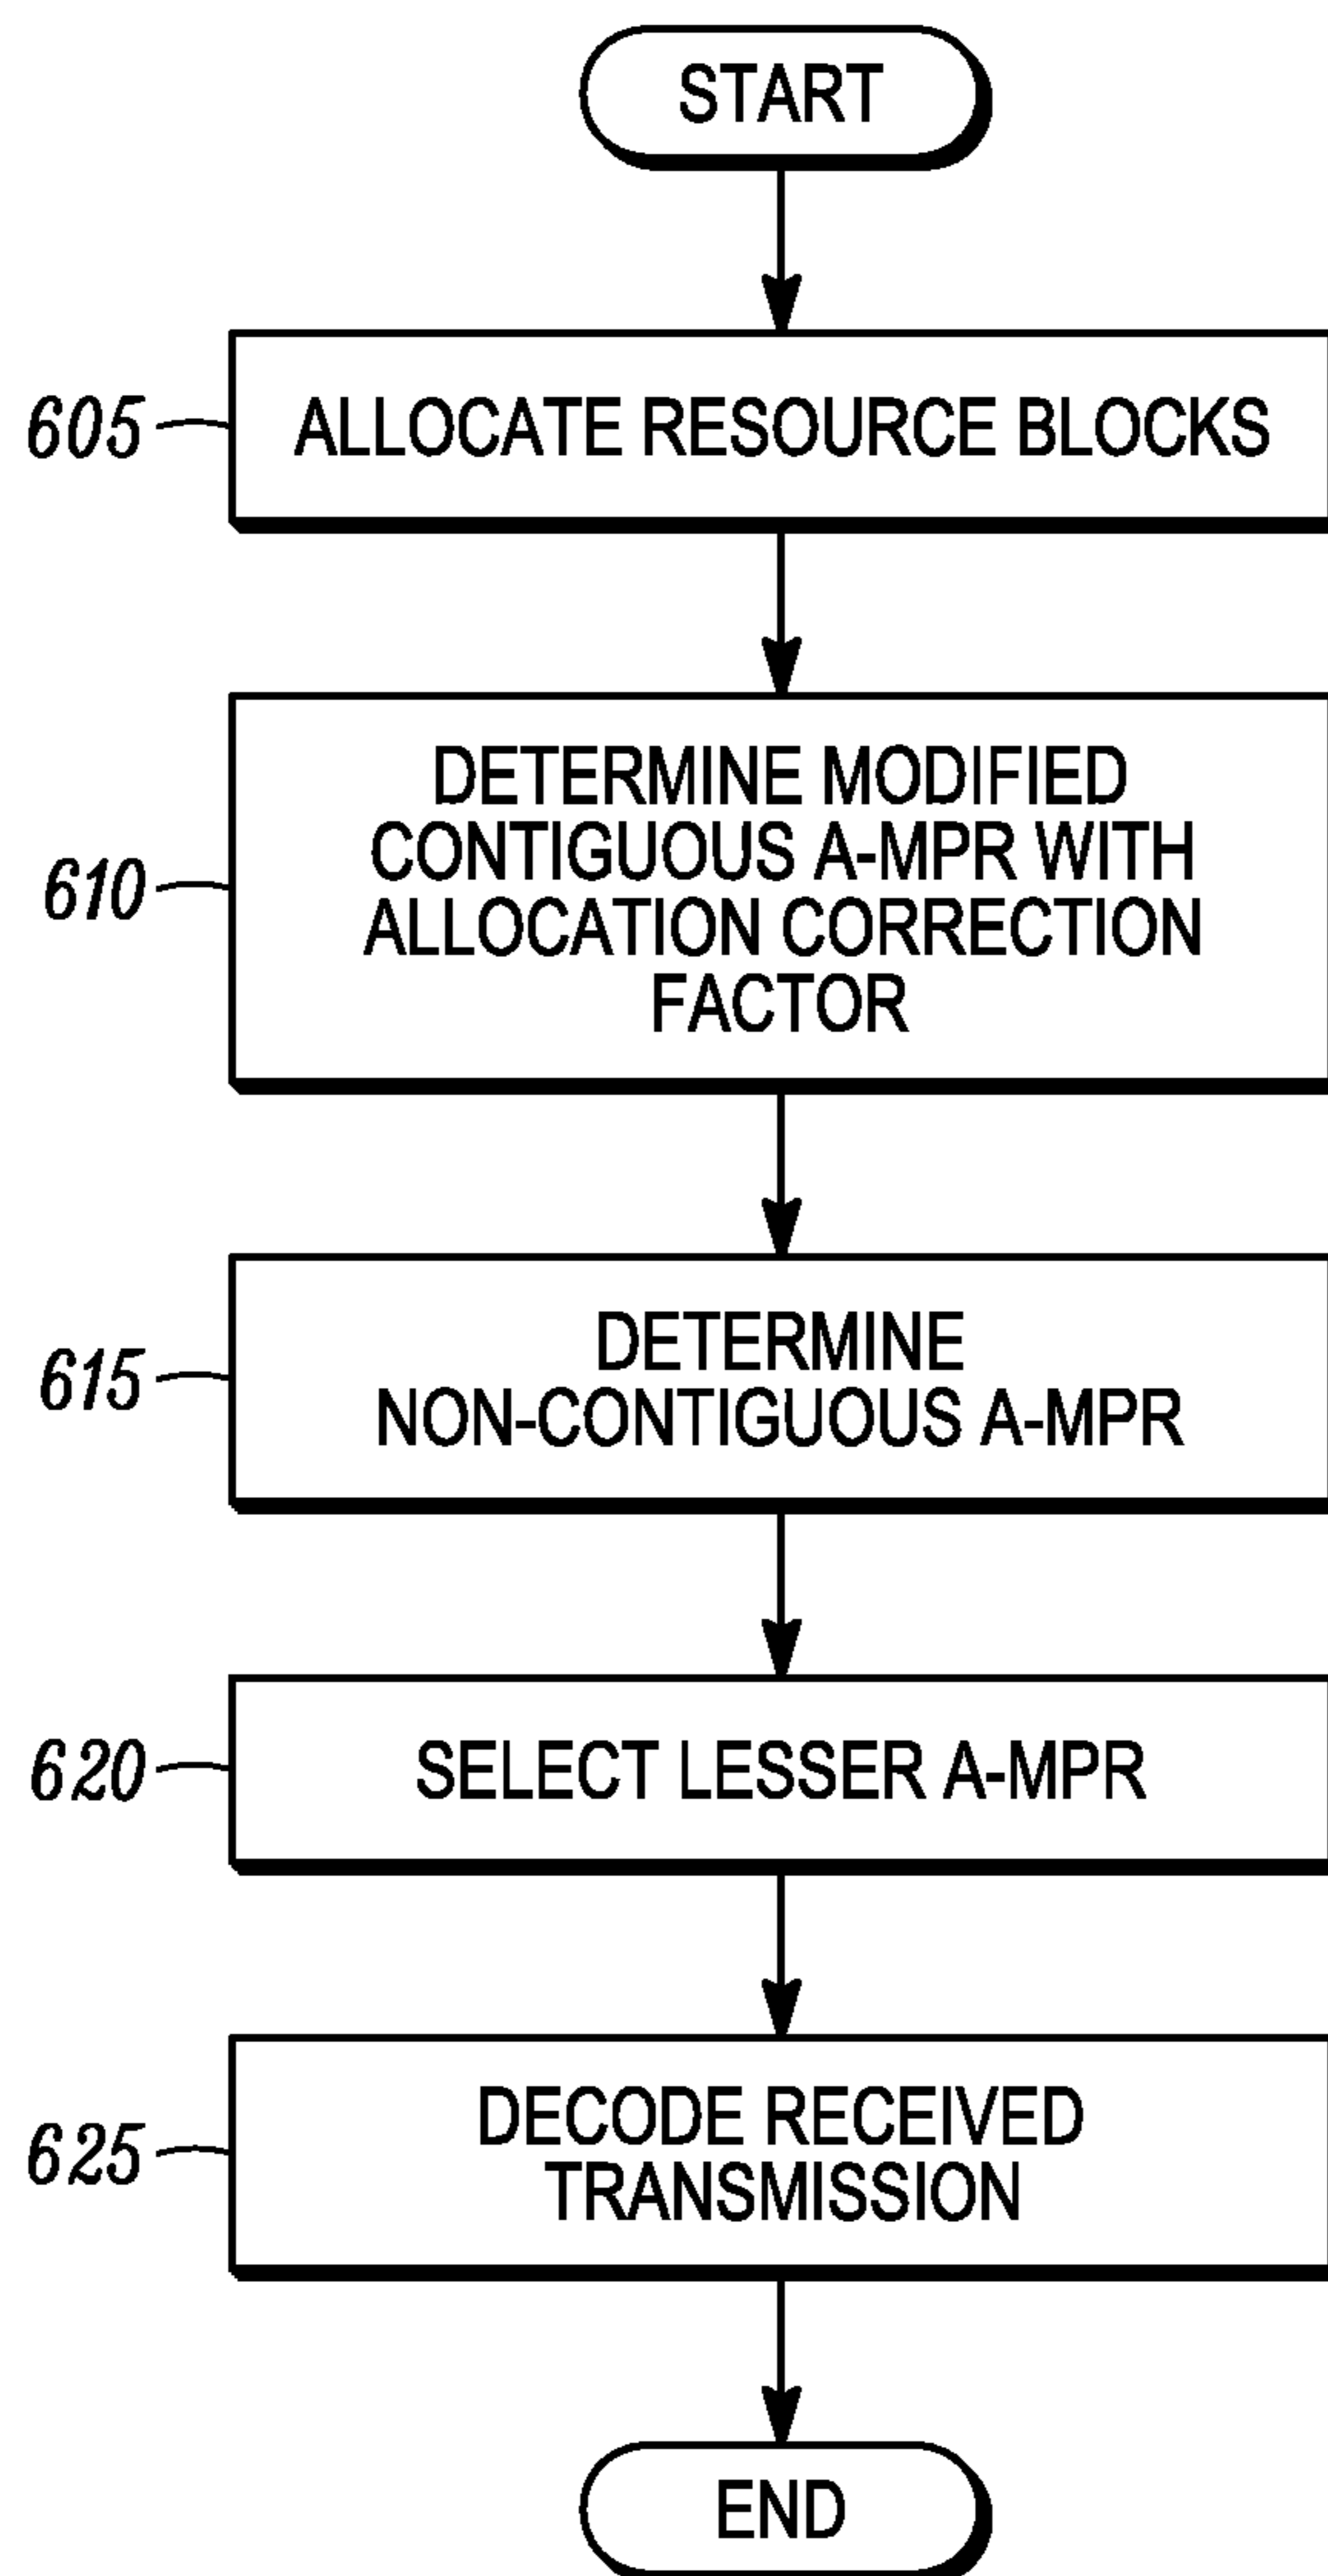 START
605
ALLOCATE RESOURCE BLOCKS
610
DETERMINE MODIFIED
CONTIGUOUS A-MPR WITH
ALLOCATION CORRECTION
FACTOR
615
DETERMINE
NON-CONTIGUOUS A-MPR
620
SELECT LESSER A-MPR
625
DECODE RECEIVED
TRANSMISSION
END